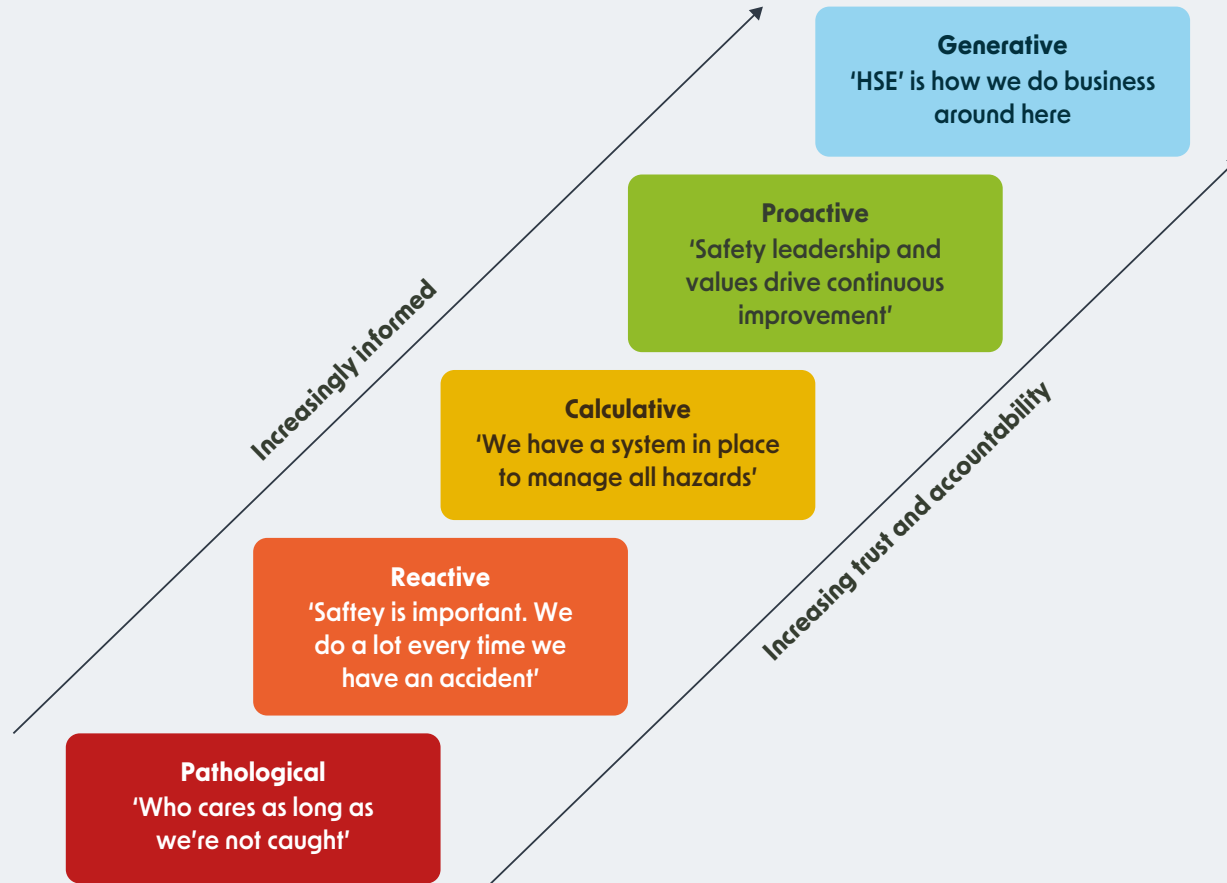 Generative
‘HSE’ is how we do business
around here
Proactive
‘Safety leadership and
values drive continuous
improvement’
Increasingly informed
Calculative
‘We have a system in place
to manage all hazards’
Increasing trust and accountability
Reactive
‘Saftey is important. We
do a lot every time we
have an accident’
Pathological
‘Who cares as long as
we’re not caught’